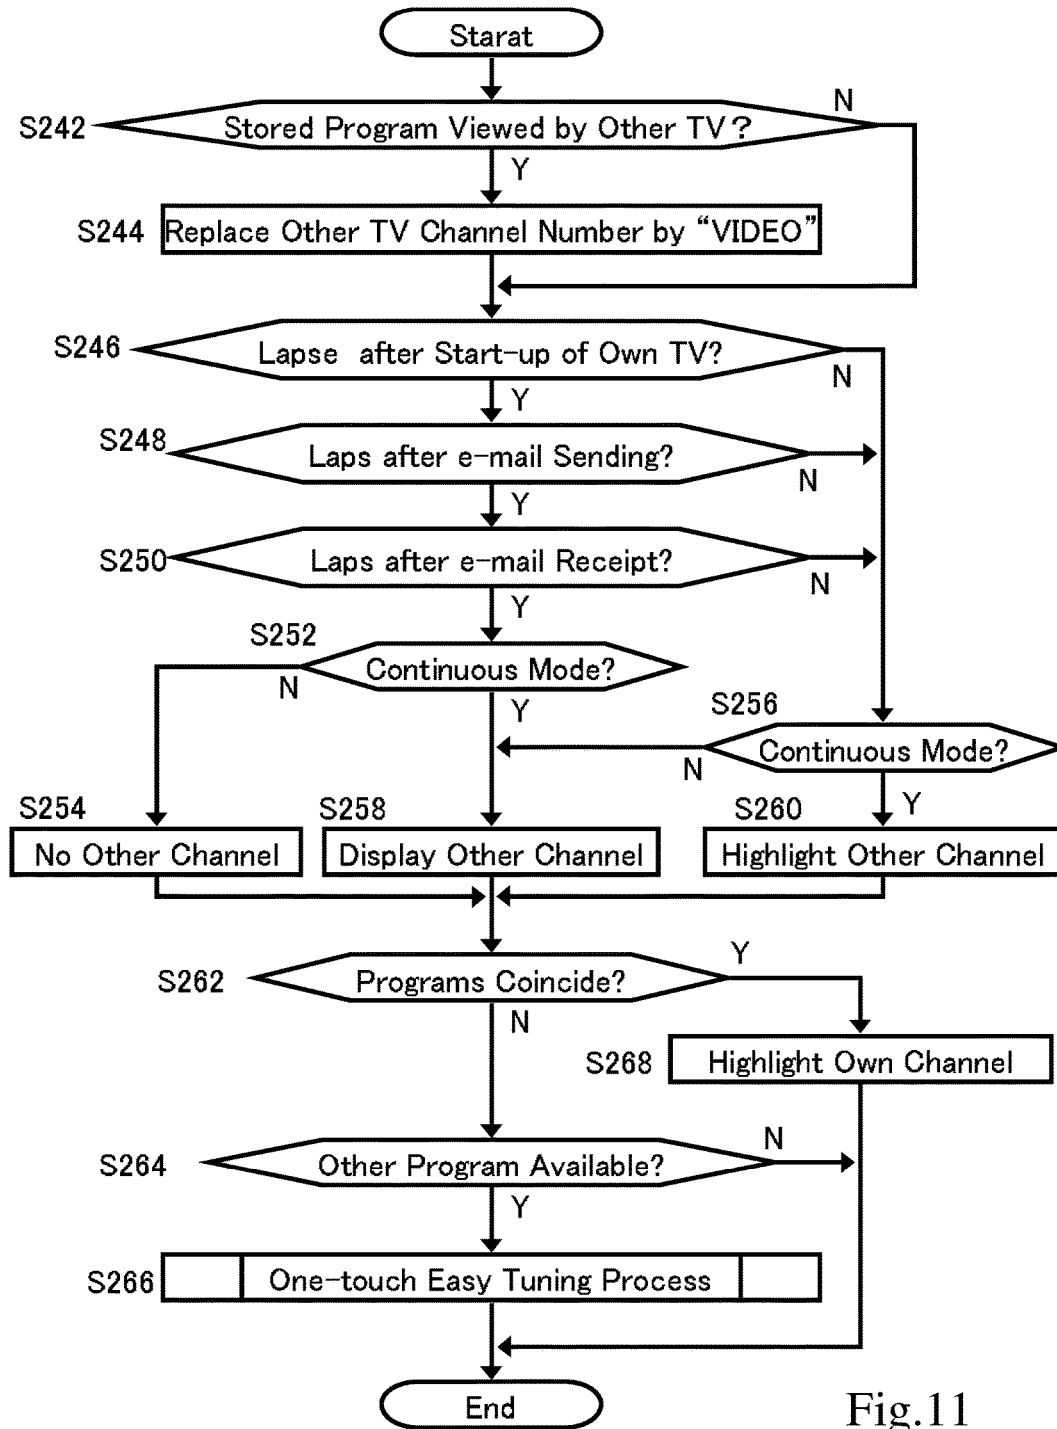 Starat
N
S242
Stored Program Viewed by Other TV?
Y
S244
Replace Other TV Channel Number by “VIDEO”
S246
Lapse after Start-up of Own TV?
N
Y
S248
Laps after e-mail Sending?
N
Y
S250
Laps after e-mail Receipt?
N
Y
S252
Continuous Mode?
N
Y
S256
Continuous Mode?
N
Y
S254
No Other Channel
S258
Display Other Channel
S260
Highlight Other Channel
S262
Programs Coincide?
Y
N
S268
Highlight Own Channel
S264
Other Program Available?
N
Y
S266
One-touch Easy Tuning Process
End
Fig.11